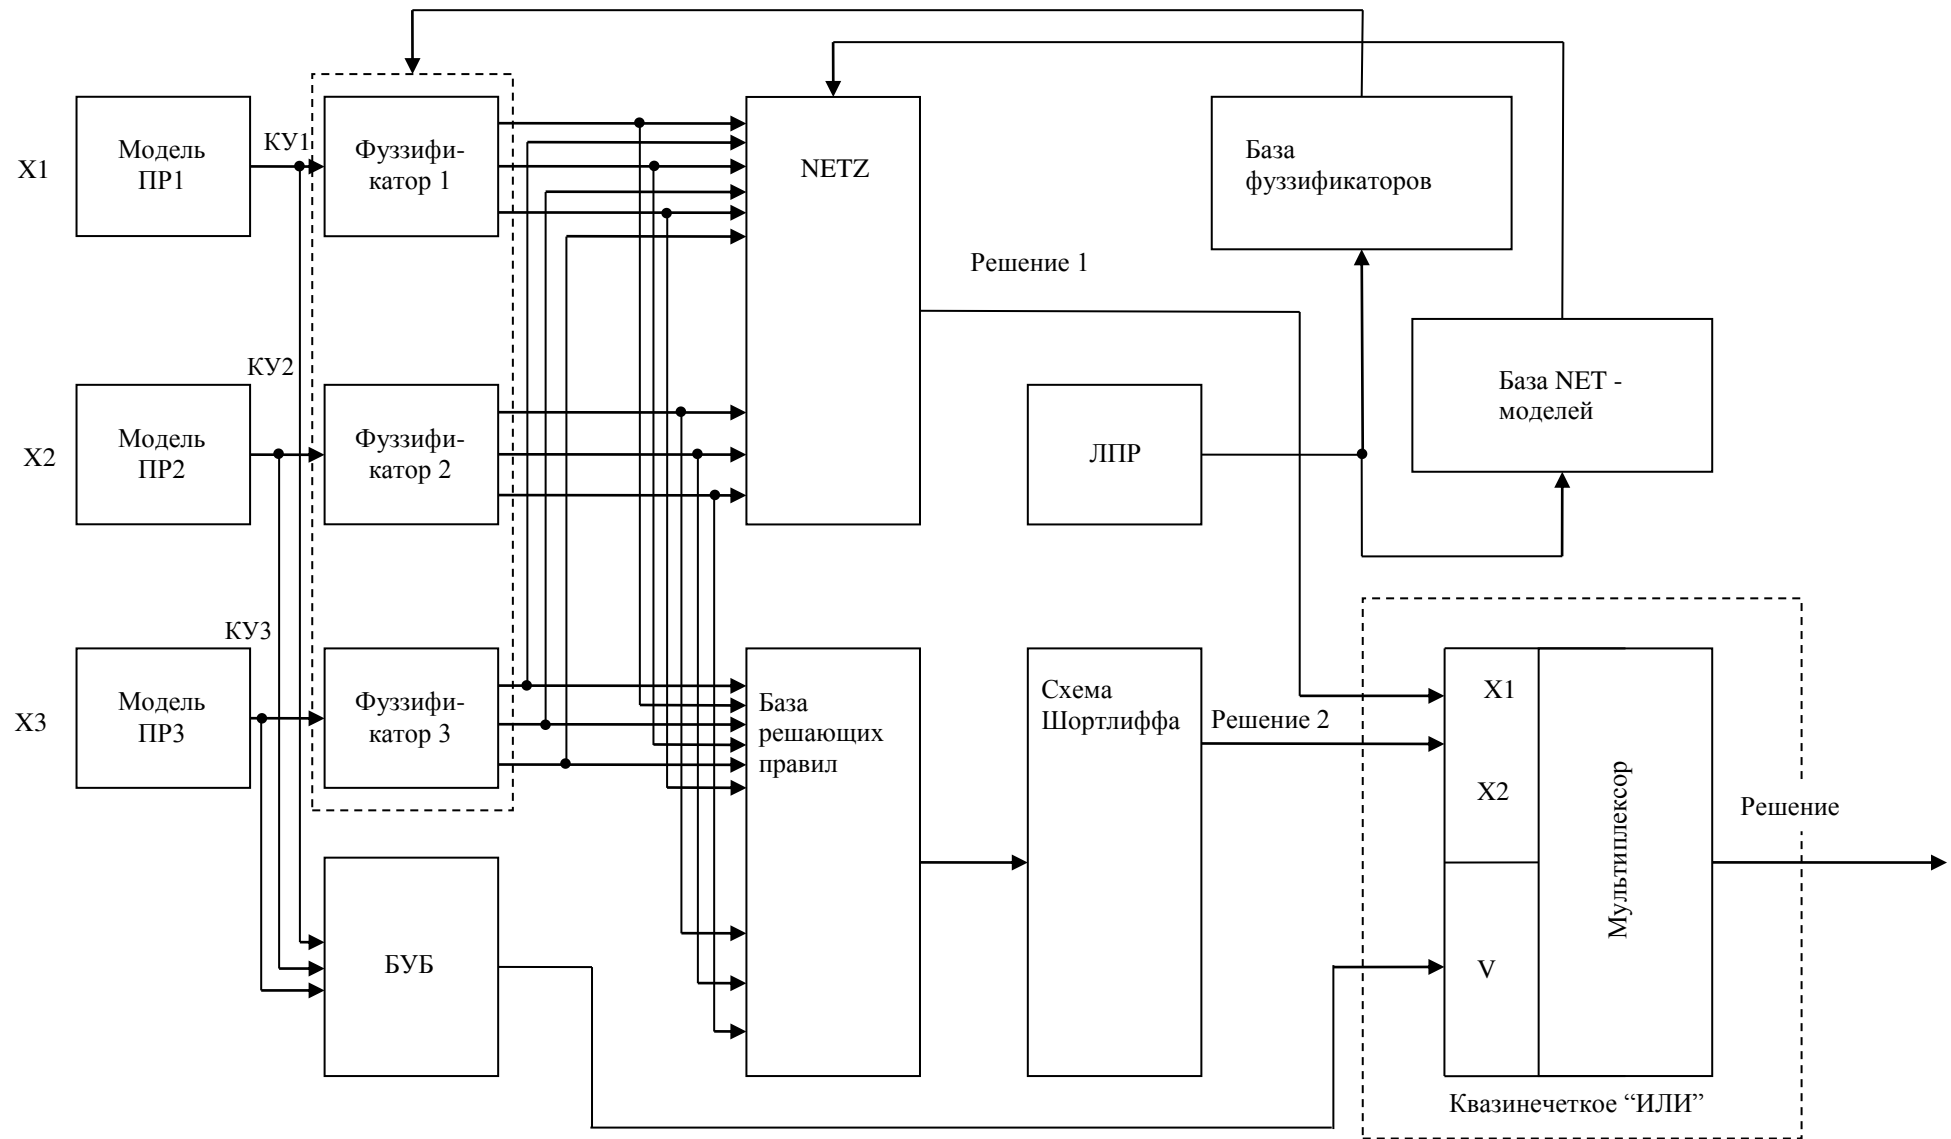 X1
Модель
ПР1
КУ1
Фуззифи-
катор 1
NETZ
База
фуззификаторов
Решение 1
X2
Модель
ПР2
КУ2
Фуззифи-
катор 2
ЛПР
База NET -
моделей
X3
Модель
ПР3
КУ3
Фуззифи-
катор 3
База
решающих
правил
Схема
Шортлиффа
Решение 2
X1
X2
V
Мультиплексор
Решение
БУБ
Квазинечеткое “ИЛИ”